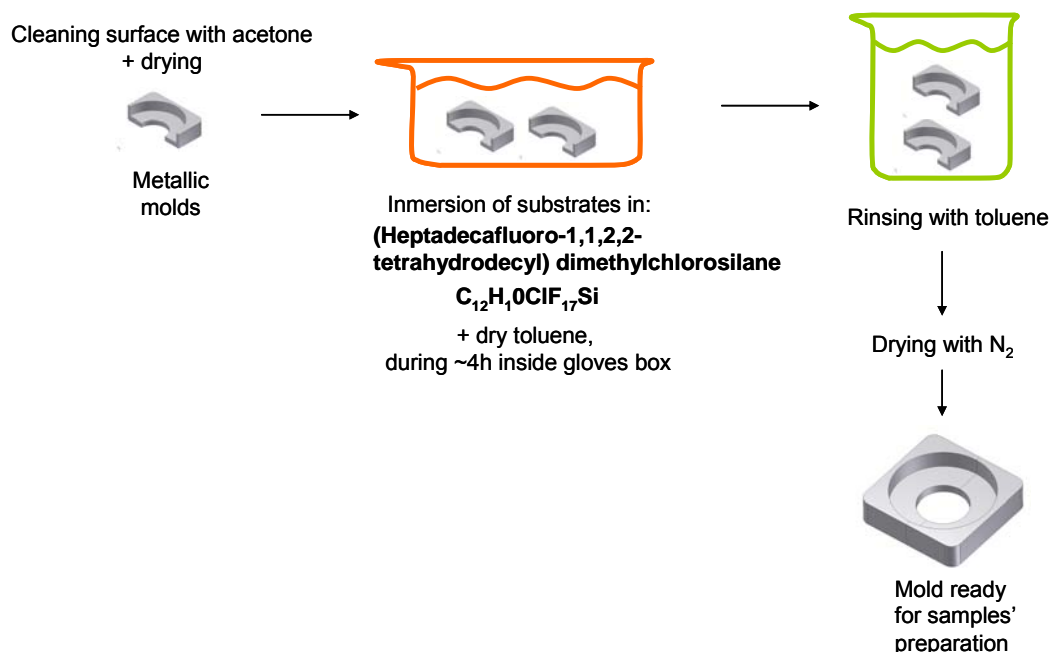 Cleaning surface with acetone
+ drying
Metallic
molds
Inmersion of substrates in:
(Heptadecafluoro-1,1,2,2-
tetrahydrodecyl) dimethylchlorosilane
C₁₂H₁0ClF₁₇Si
+ dry toluene,
during ~4h inside gloves box
Rinsing with toluene
Drying with N₂
Mold ready
for samples’
preparation